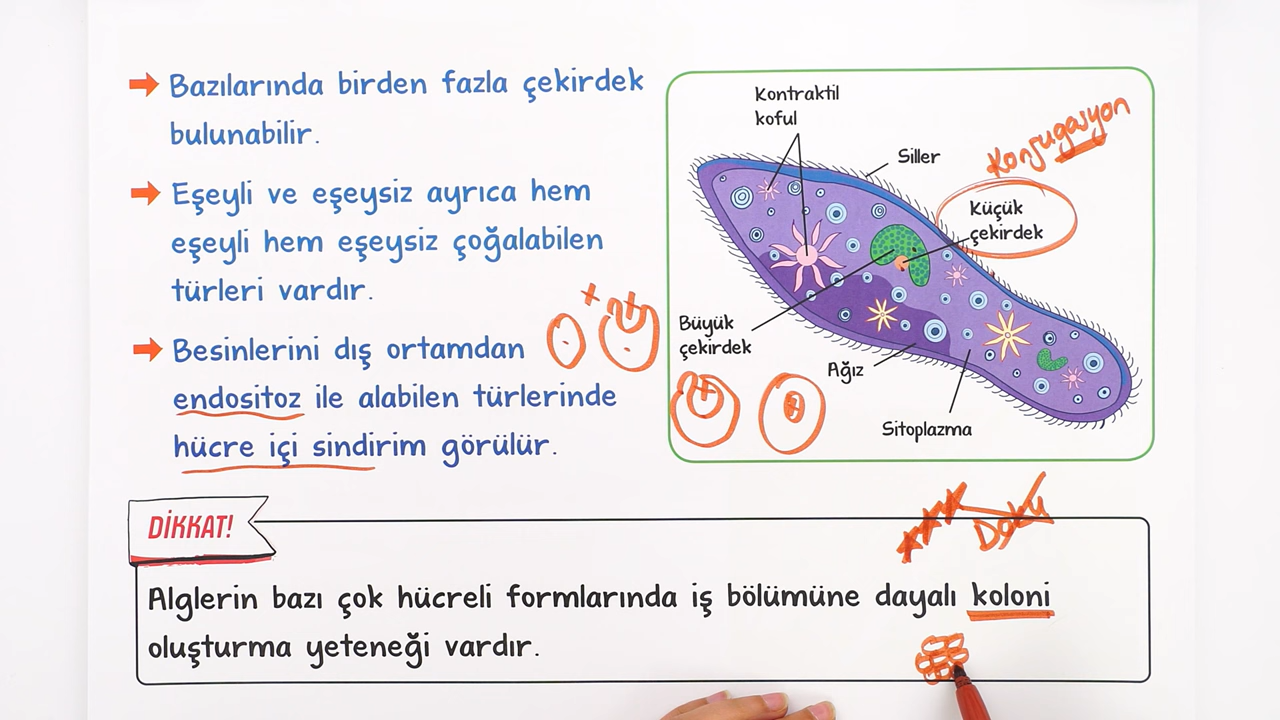 Bazılarında birden fazla çekirdek
bulunabilir.
Eşeyli ve eşeysiz ayrıca hem
eşeyli hem eşeysiz çoğalabilen
türleri vardır.
Besinlerini dış ortamdan
endositoz ile alabilen türlerinde
hücre içi sindirim görülür.
Kontraktil
koful
Siller
Konjugasyon
Küçük
çekirdek
Büyük
çekirdek
Ağız
Sitoplazma
Doku
DİKKAT!
Alglerin bazı çok hücreli formlarında iş bölümüne dayalı koloni
oluşturma yeteneği vardır.